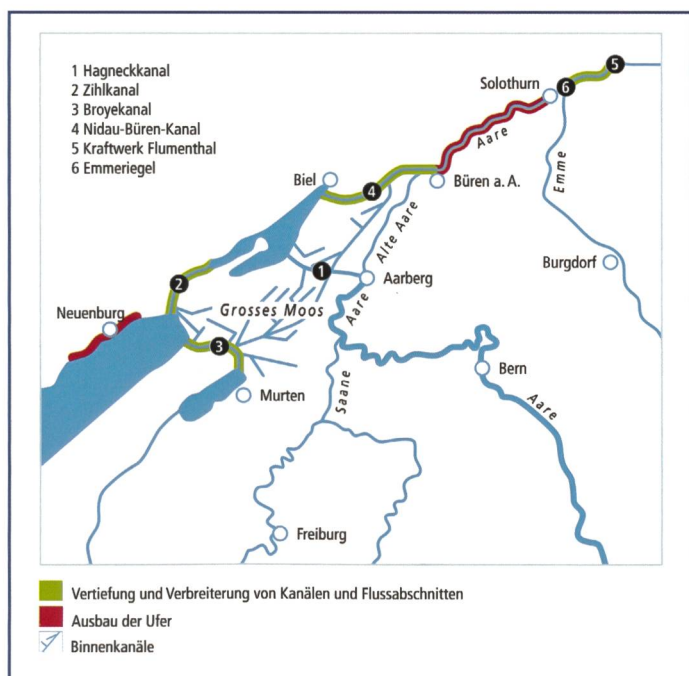 1 Hagneckkanal
2 Zihlkanal
3 Broyekanal
4 Nidau-Büren-Kanal
5 Kraftwerk Flumenthal
6 Emmeriegel
5
6
Solothurn
Aare
Emme
Biel
4
Büren a. A.
Alte Aare
Burgdorf
1
Aarberg
2
Grosses Moos
Aare
Neuenburg
3
Bern
Murten
Saane
Aare
Freiburg
Vertiefung und Verbreiterung von Kanälen und Flussabschnitten
Ausbau der Ufer
Binnenkanäle